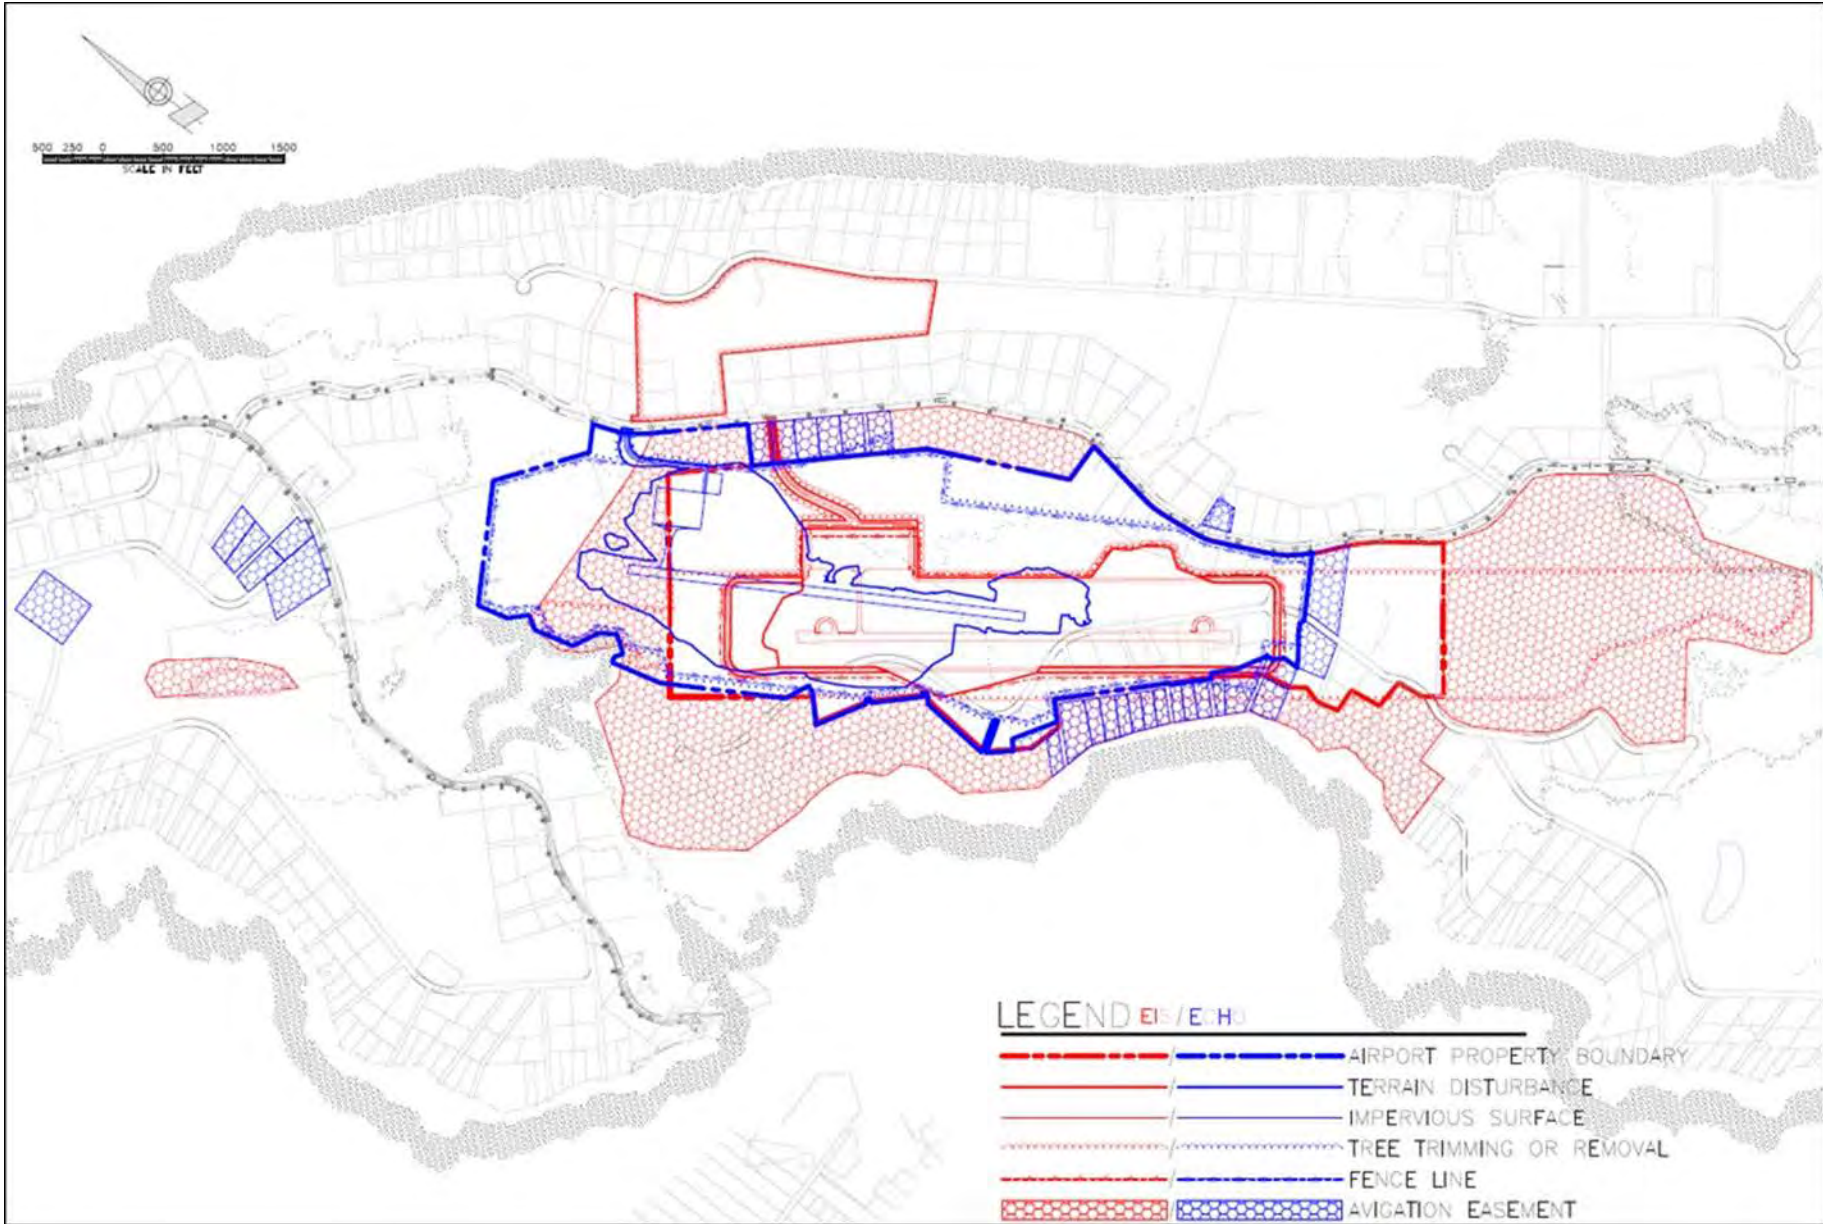 500 250 0 500 1000 1500
SCALE IN FEET
LEGEND EIS/ECHO
AIRPORT PROPERTY BOUNDARY
TERRAIN DISTURBANCE
IMPERVIOUS SURFACE
TREE TRIMMING OR REMOVAL
FENCE LINE
AVIGATION EASEMENT